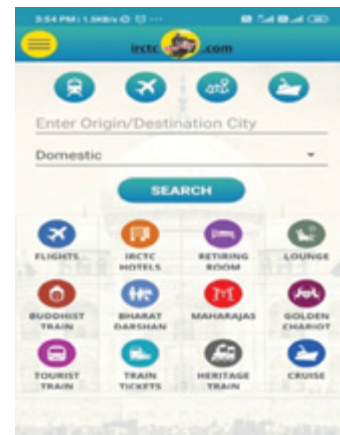 3:54 PM | 1.5KB/s
irctc .com
Enter Origin/Destination City
Domestic
SEARCH
FLIGHTS
IRCTC HOTELS
RETIRING ROOM
LOUNGE
BUDDHIST TRAIN
BHARAT DARSHAN
MAHARAJAS
GOLDEN CHARIOT
TOURIST TRAIN
TRAIN TICKETS
HERITAGE TRAIN
CRUISE